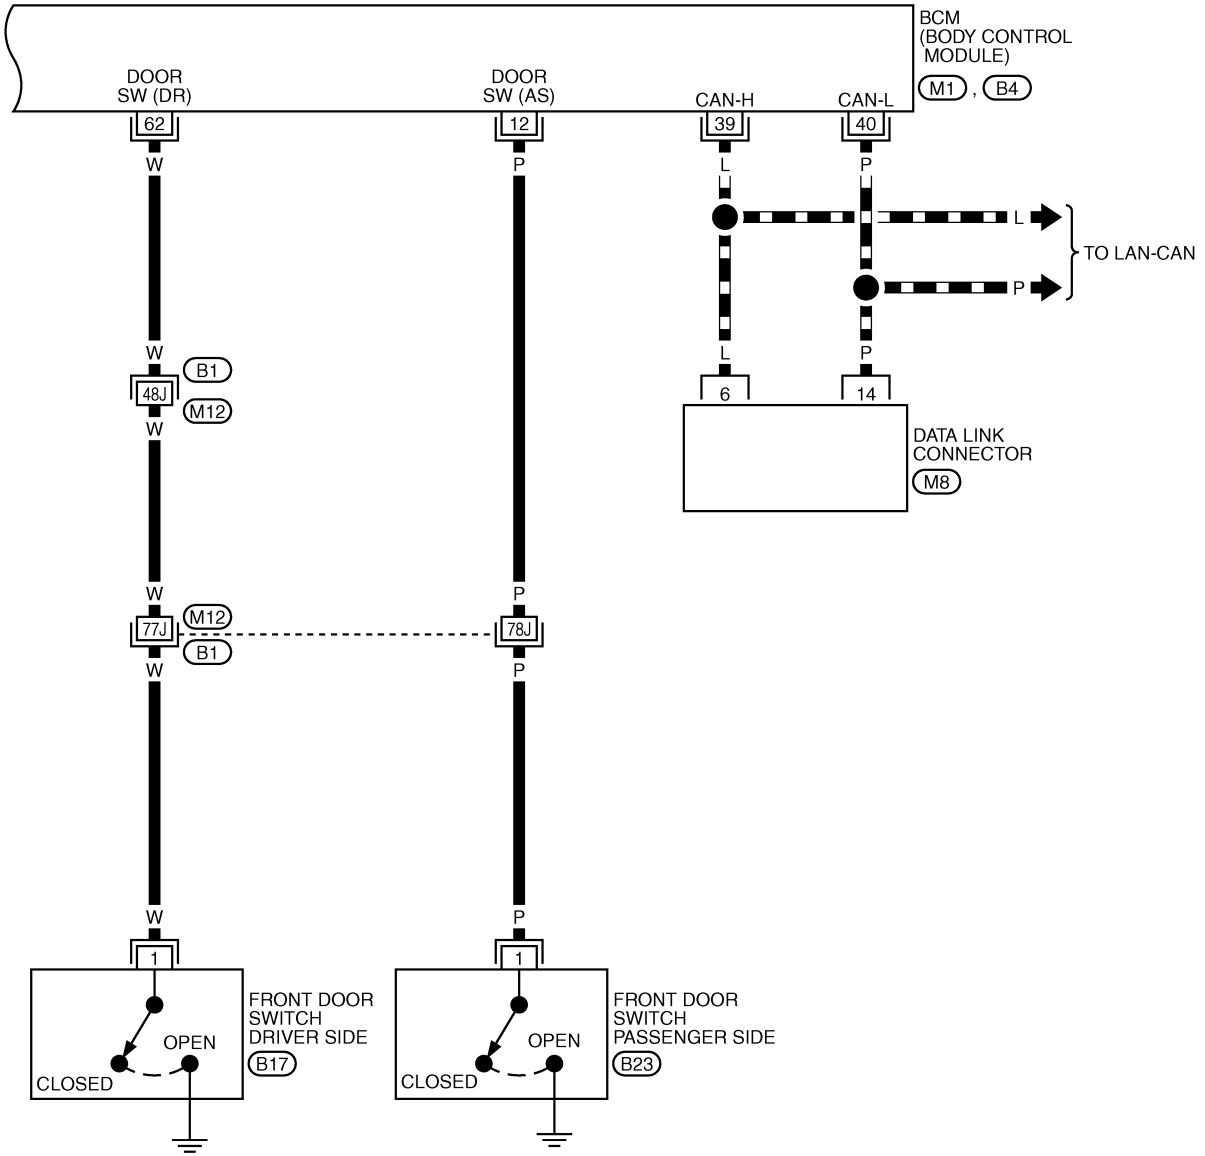 BCM
(BODY CONTROL
MODULE)
M1 , B4
DOOR
SW (DR)
DOOR
SW (AS)
CAN-H
CAN-L
62
12
39
40
W
P
L
P
L
P
TO LAN-CAN
W
L
P
B1
48J
M12
W
6
14
DATA LINK
CONNECTOR
M8
W
P
M12
77J
78J
B1
W
P
W
P
1
1
FRONT DOOR
SWITCH
DRIVER SIDE
B17
OPEN
CLOSED
FRONT DOOR
SWITCH
PASSENGER SIDE
B23
OPEN
CLOSED